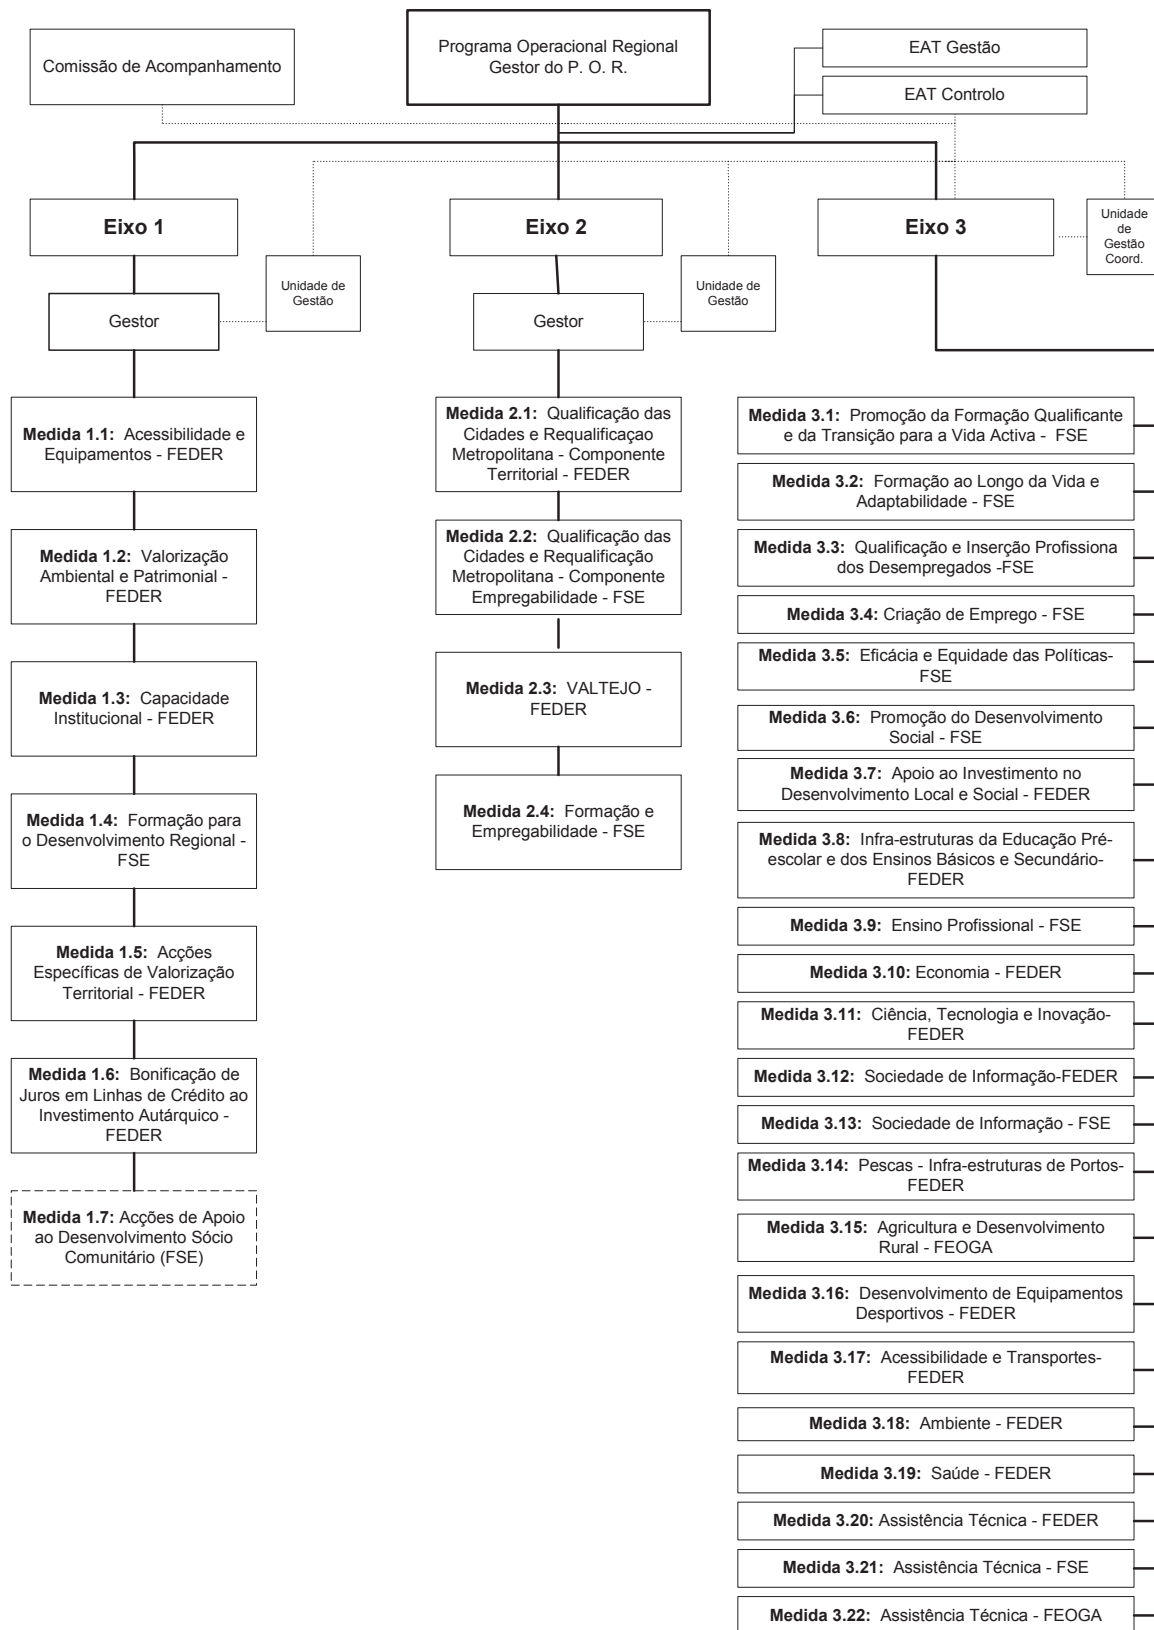 Programa Operacional Regional
Gestor do P. O. R.
Comissão de Acompanhamento
EAT Gestão
EAT Controlo
Eixo 1
Eixo 2
Eixo 3
Unidade
de
Gestão
Coord.
Unidade de
Gestão
Unidade de
Gestão
Gestor
Gestor
Medida 1.1: Acessibilidade e
Equipamentos - FEDER
Medida 1.2: Valorização
Ambiental e Patrimonial -
FEDER
Medida 1.3: Capacidade
Institucional - FEDER
Medida 1.4: Formação para
o Desenvolvimento Regional -
FSE
Medida 1.5: Acções
Específicas de Valorização
Territorial - FEDER
Medida 1.6: Bonificação de
Juros em Linhas de Crédito ao
Investimento Autárquico -
FEDER
Medida 1.7: Acções de Apoio
ao Desenvolvimento Sócio
Comunitário (FSE)
Medida 2.1: Qualificação das
Cidades e Requalificaçao
Metropolitana - Componente
Territorial - FEDER
Medida 2.2: Qualificação das
Cidades e Requalificação
Metropolitana - Componente
Empregabilidade - FSE
Medida 2.3: VALTEJO -
FEDER
Medida 2.4: Formação e
Empregabilidade - FSE
Medida 3.1: Promoção da Formação Qualificante
e da Transição para a Vida Activa - FSE
Medida 3.2: Formação ao Longo da Vida e
Adaptabilidade - FSE
Medida 3.3: Qualificação e Inserção Profissiona
dos Desempregados -FSE
Medida 3.4: Criação de Emprego - FSE
Medida 3.5: Eficácia e Equidade das Políticas-
FSE
Medida 3.6: Promoção do Desenvolvimento
Social - FSE
Medida 3.7: Apoio ao Investimento no
Desenvolvimento Local e Social - FEDER
Medida 3.8: Infra-estruturas da Educação Pré-
escolar e dos Ensinos Básicos e Secundário-
FEDER
Medida 3.9: Ensino Profissional - FSE
Medida 3.10: Economia - FEDER
Medida 3.11: Ciência, Tecnologia e Inovação-
FEDER
Medida 3.12: Sociedade de Informação-FEDER
Medida 3.13: Sociedade de Informação - FSE
Medida 3.14: Pescas - Infra-estruturas de Portos-
FEDER
Medida 3.15: Agricultura e Desenvolvimento
Rural - FEOGA
Medida 3.16: Desenvolvimento de Equipamentos
Desportivos - FEDER
Medida 3.17: Acessibilidade e Transportes-
FEDER
Medida 3.18: Ambiente - FEDER
Medida 3.19: Saúde - FEDER
Medida 3.20: Assistência Técnica - FEDER
Medida 3.21: Assistência Técnica - FSE
Medida 3.22: Assistência Técnica - FEOGA